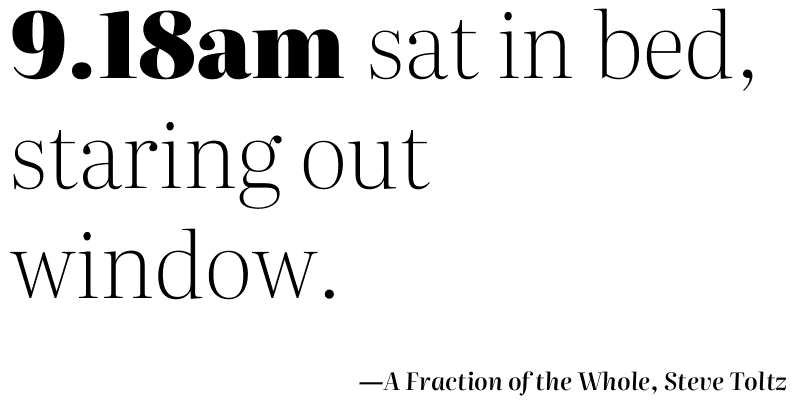 9.18am sat in bed,
staring out
window.
—A Fraction of the Whole, Steve Toltz